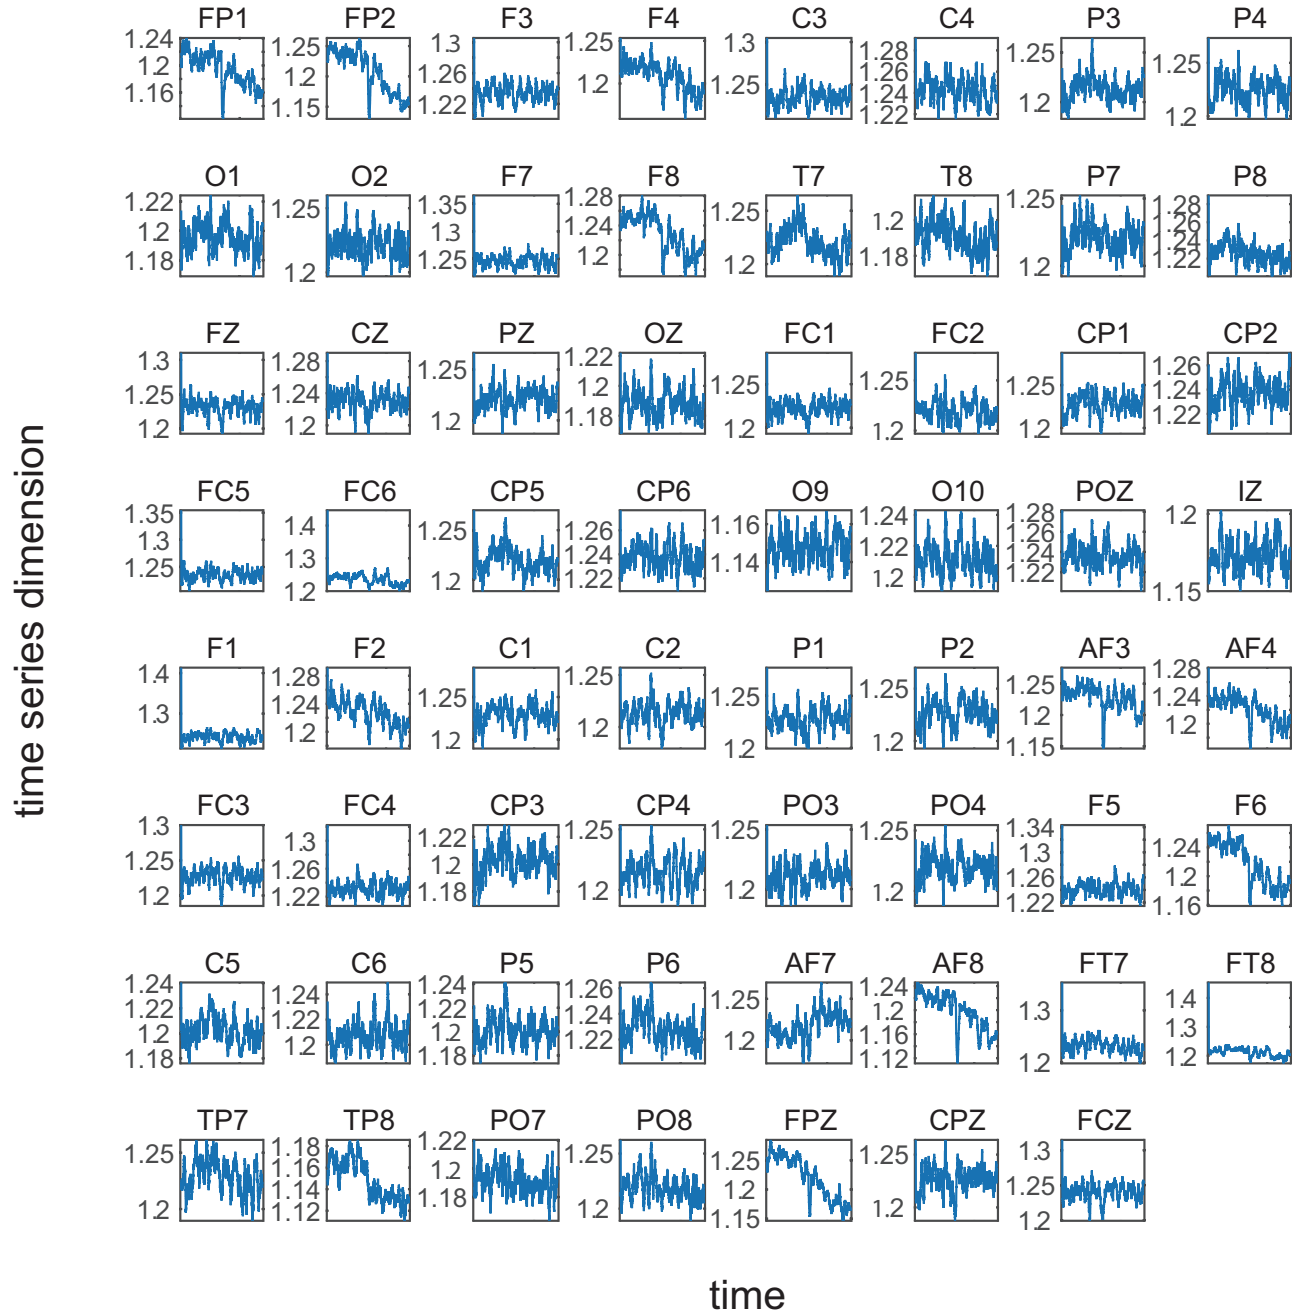 FP1 FP2 F3 F4 C3 C4 P3 P4
1.24 1.2 1.16
1.25 1.2 1.15
1.3 1.26 1.22
1.25 1.2
1.3 1.25
1.28 1.26 1.24 1.22
1.25 1.2
1.25 1.2
O1 O2 F7 F8 T7 T8 P7 P8
1.22 1.2 1.18
1.25 1.2
1.35 1.3 1.25
1.28 1.24 1.2
1.25 1.2
1.2 1.18
1.25 1.2
1.28 1.26 1.24 1.22
FZ CZ PZ OZ FC1 FC2 CP1 CP2
1.3 1.25 1.2
1.28 1.24 1.2
1.25 1.2
1.22 1.2 1.18
1.25 1.2
1.25 1.2
1.25 1.2
1.26 1.24 1.22
FC5 FC6 CP5 CP6 O9 O10 POZ IZ
1.35 1.3 1.25
1.4 1.3 1.2
1.25 1.2
1.26 1.24 1.22
1.16 1.14
1.24 1.22 1.2
1.28 1.26 1.24 1.22
1.2 1.15
F1 F2 C1 C2 P1 P2 AF3 AF4
1.4 1.3
1.28 1.24 1.2
1.25 1.2
1.25 1.2
1.25 1.2
1.25 1.2
1.25 1.2 1.15
1.28 1.24 1.2
FC3 FC4 CP3 CP4 PO3 PO4 F5 F6
1.3 1.25 1.2
1.3 1.26 1.22
1.22 1.2 1.18
1.25 1.2
1.25 1.2
1.25 1.2
1.34 1.3 1.26 1.22
1.24 1.2 1.16
C5 C6 P5 P6 AF7 AF8 FT7 FT8
1.24 1.22 1.2 1.18
1.24 1.22 1.2
1.24 1.22 1.2 1.18
1.26 1.24 1.22
1.25 1.2
1.24 1.2 1.16 1.12
1.3 1.2
1.4 1.3 1.2
TP7 TP8 PO7 PO8 FPZ CPZ FCZ
1.25 1.2
1.18 1.16 1.14 1.12
1.22 1.2 1.18
1.25 1.2
1.25 1.2 1.15
1.25 1.2
1.3 1.25 1.2
time series dimension
time